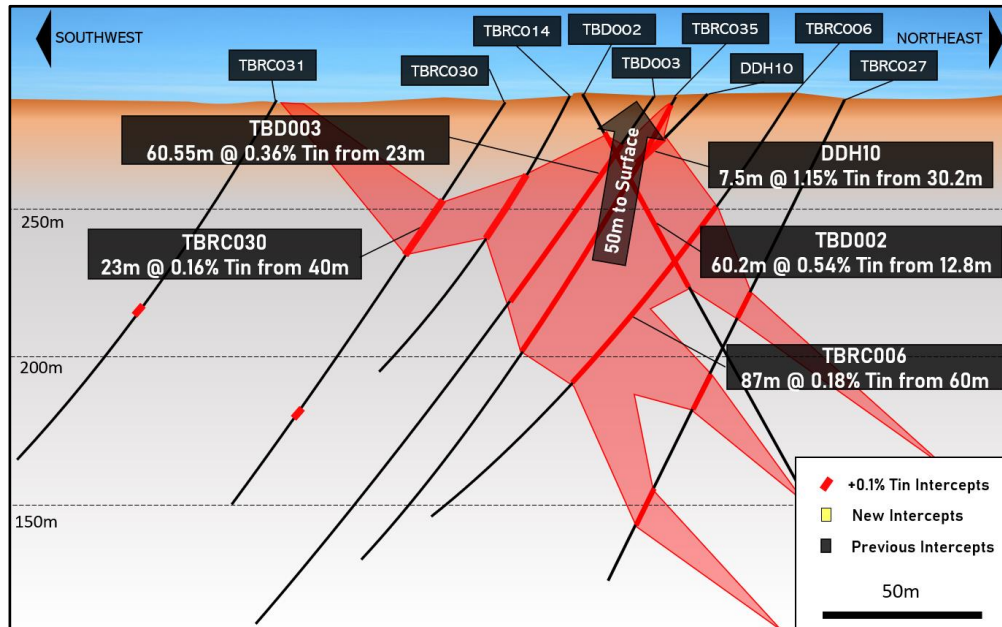 SOUTHWEST
NORTHEAST
TBRC031
TBRC030
TBRC014
TBD002
TBD003
TBRC035
DDH10
TBRC006
TBRC027
TBD003
60.55m @ 0.36% Tin from 23m
DDH10
7.5m @ 1.15% Tin from 30.2m
50m to Surface
250m
TBRC030
23m @ 0.16% Tin from 40m
TBD002
60.2m @ 0.54% Tin from 12.8m
200m
TBRC006
87m @ 0.18% Tin from 60m
150m
+0.1% Tin Intercepts
New Intercepts
Previous Intercepts
50m